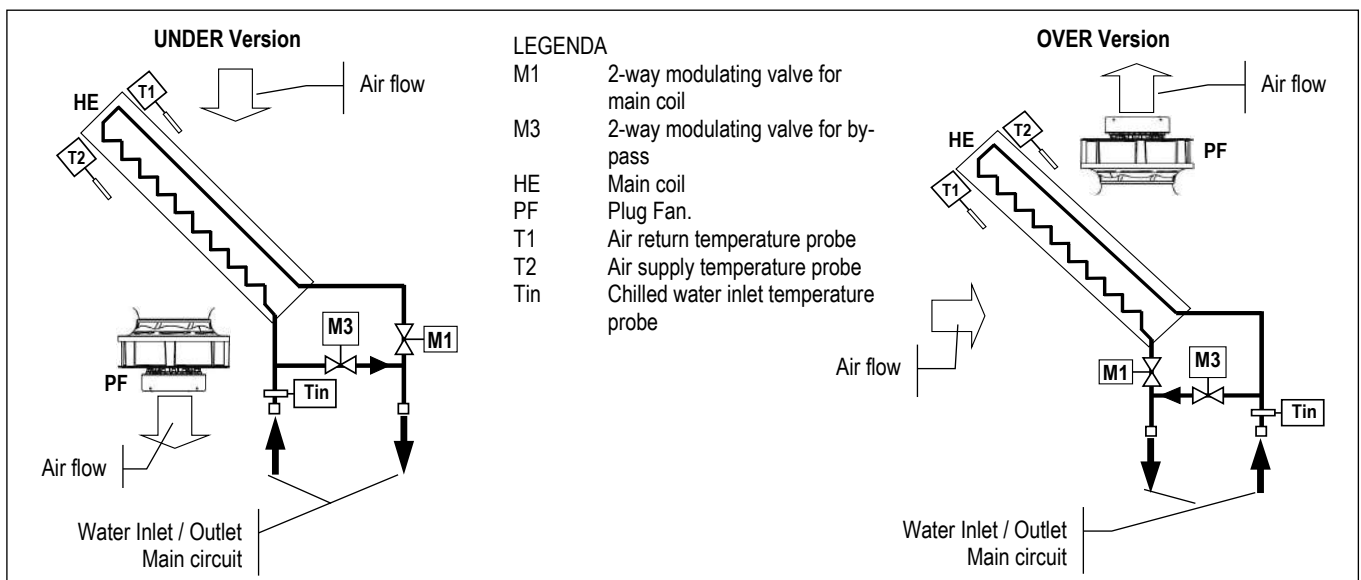 UNDER Version
Air flow
T1
HE
T2
M3
M1
PF
Tin
Air flow
Water Inlet / Outlet
Main circuit
LEGENDA
M1 2-way modulating valve for
main coil
M3 2-way modulating valve for by-
pass
HE Main coil
PF Plug Fan.
T1 Air return temperature probe
T2 Air supply temperature probe
Tin Chilled water inlet temperature
probe
OVER Version
Air flow
T2
HE
PF
T1
Air flow
M1
M3
Tin
Water Inlet / Outlet
Main circuit